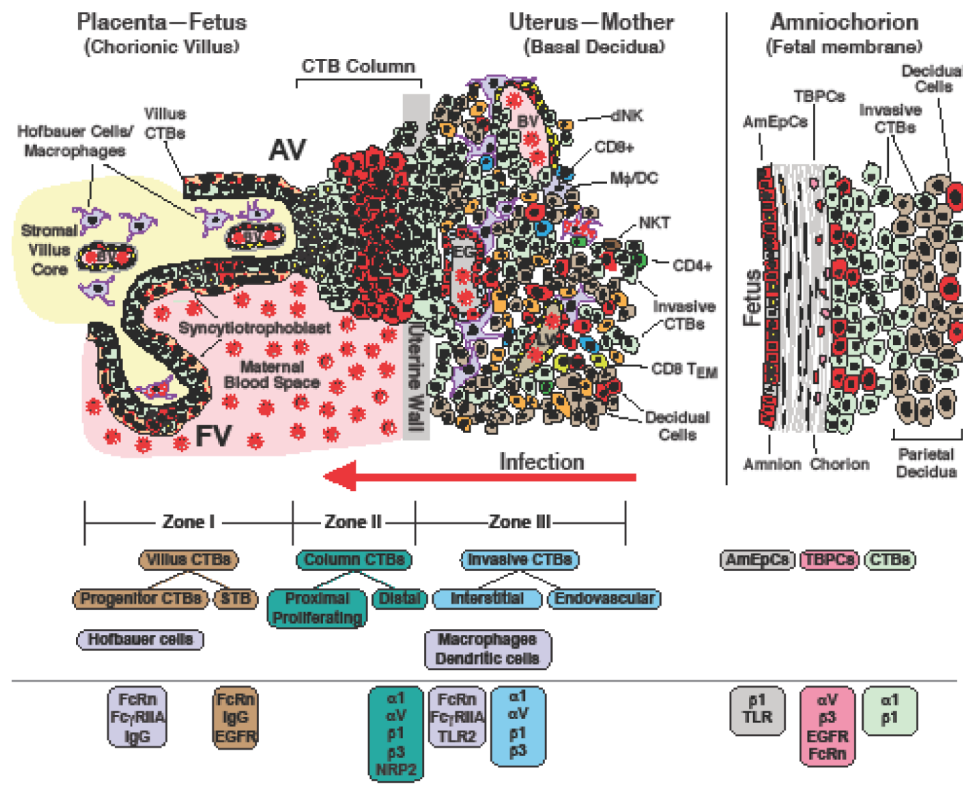 Placenta—Fetus
(Chorionic Villus)
Uterus—Mother
(Basal Decidua)
Amniochorion
(Fetal membrane)
CTB Column
Decidual
Cells
TBPCs
Invasive
CTBs
AmEpCs
Villus
CTBs
Hofbauer Cells/
Macrophages
AV
BV
dNK
CD8+
Mϕ/DC
NKT
CD4+
Invasive
CTBs
CD8 TEM
Decidual
Cells
Stromal
Villus
Core
BV
BV
EG
LV
Syncytiotrophoblast
Maternal
Blood Space
FV
Uterine Wall
Fetus
Amnion
Chorion
Parietal
Decidua
Infection
Zone I
Zone II
Zone III
Villus CTBs
Column CTBs
Invasive CTBs
AmEpCs
TBPCs
CTBs
Progenitor CTBs
STB
Proximal
Proliferating
Distal
Interstitial
Endovascular
Hofbauer cells
Macrophages
Dendritic cells
FcRn
FcγRIIA
IgG
FcRn
IgG
EGFR
α1
αV
β1
β3
NRP2
FcRn
FcγRIIA
TLR2
α1
αV
β1
β3
β1
TLR
αV
β3
EGFR
FcRn
α1
β1